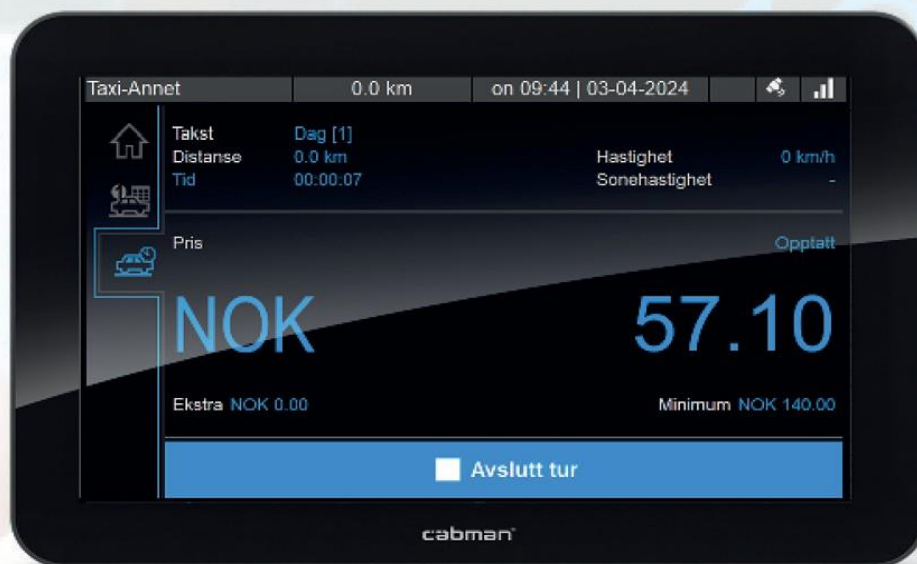 Taxi-Annet 0.0 km on 09:44 | 03-04-2024
Takst Dag [1]
Distanse 0.0 km Hastighet 0 km/h
Tid 00:00:07 Sonehastighet -
Pris Opptatt
NOK 57.10
Ekstra NOK 0.00 Minimum NOK 140.00
Avslutt tur
cabman